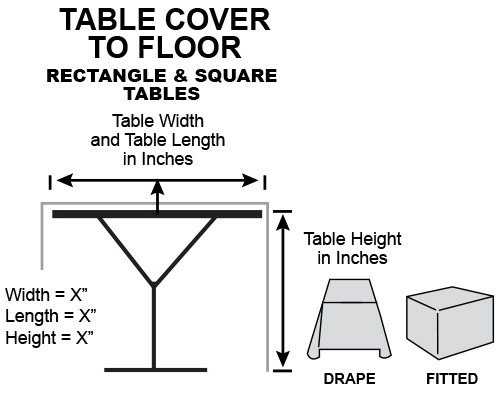 TABLE COVER
TO FLOOR
RECTANGLE & SQUARE
TABLES
Table Width
and Table Length
in Inches
Table Height
in Inches
Width = X”
Length = X”
Height = X”
DRAPE
FITTED